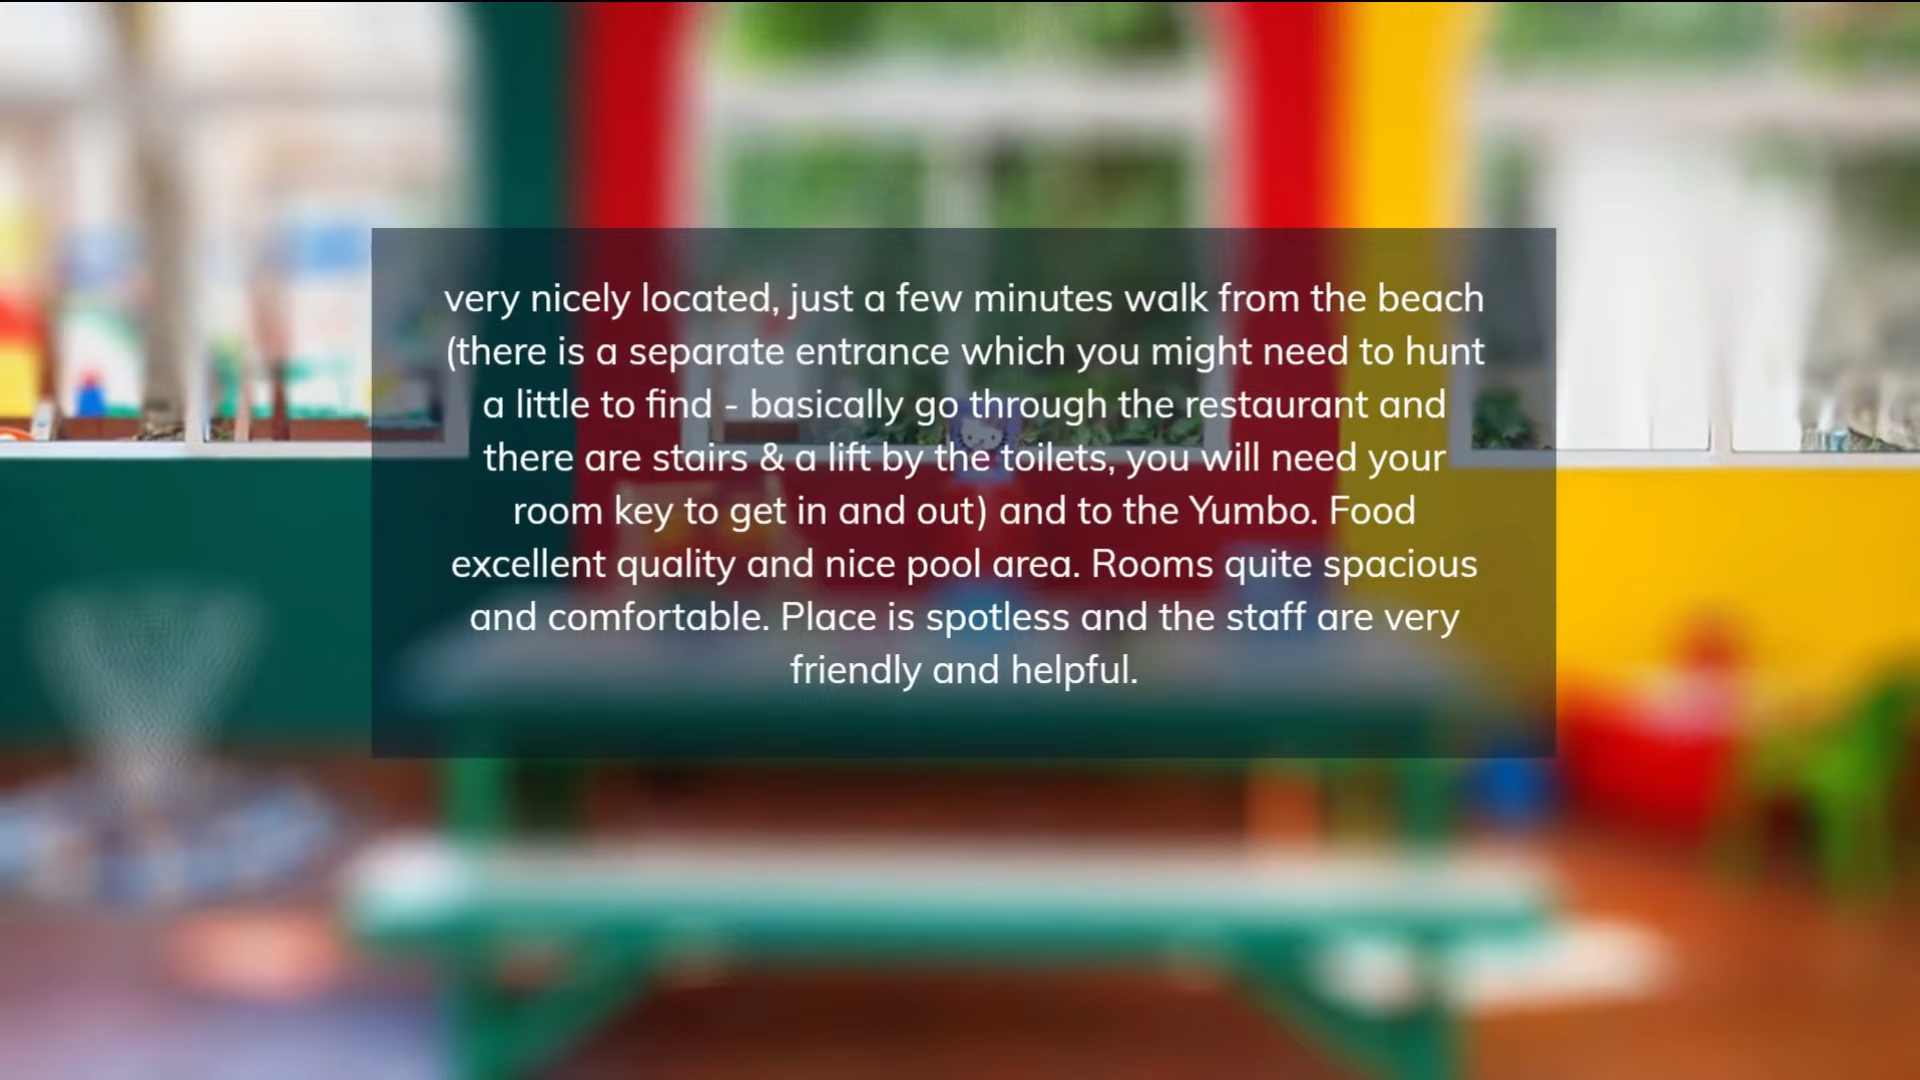 very nicely located, just a few minutes walk from the beach
(there is a separate entrance which you might need to hunt
a little to find - basically go through the restaurant and
there are stairs & a lift by the toilets, you will need your
room key to get in and out) and to the Yumbo. Food
excellent quality and nice pool area. Rooms quite spacious
and comfortable. Place is spotless and the staff are very
friendly and helpful.